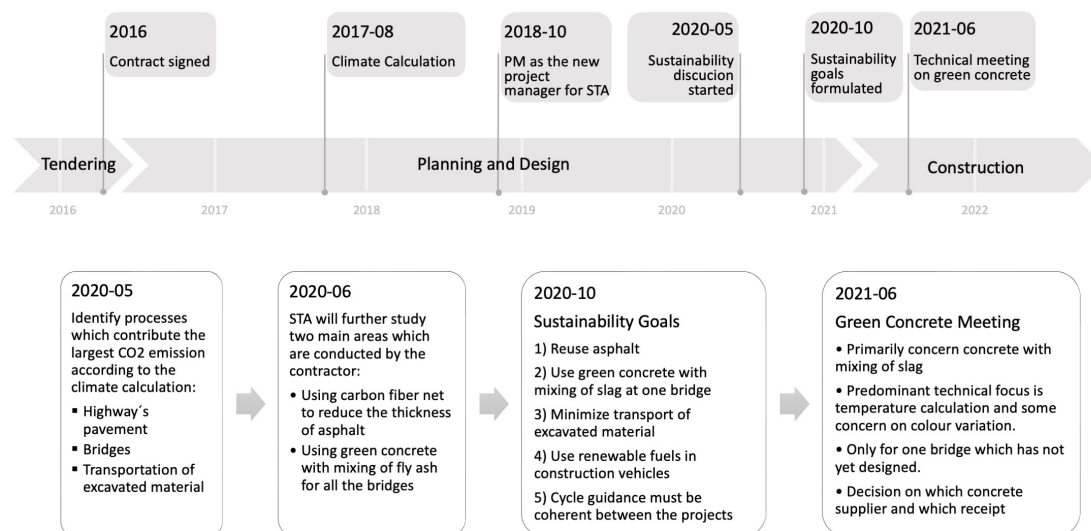 2016
Contract signed
2017-08
Climate Calculation
2018-10
PM as the new
project
manager for STA
2020-05
Sustainability
discucion
started
2020-10
Sustainability
goals
formulated
2021-06
Technical meeting
on green concrete
Tendering
Planning and Design
Construction
2016
2017
2018
2019
2020
2021
2022
2020-05
Identify processes
which contribute the
largest CO2 emission
according to the
climate calculation:
▪ Highway´s
pavement
▪ Bridges
▪ Transportation of
excavated material
2020-06
STA will further study
two main areas which
are conducted by the
contractor:
• Using carbon fiber net
to reduce the thickness
of asphalt
• Using green concrete
with mixing of fly ash
for all the bridges
2020-10
Sustainability Goals
1) Reuse asphalt
2) Use green concrete with
mixing of slag at one bridge
3) Minimize transport of
excavated material
4) Use renewable fuels in
construction vehicles
5) Cycle guidance must be
coherent between the projects
2021-06
Green Concrete Meeting
• Primarily concern concrete with
mixing of slag
• Predominant technical focus is
temperature calculation and some
concern on colour variation.
• Only for one bridge which has not
yet designed.
• Decision on which concrete
supplier and which receipt